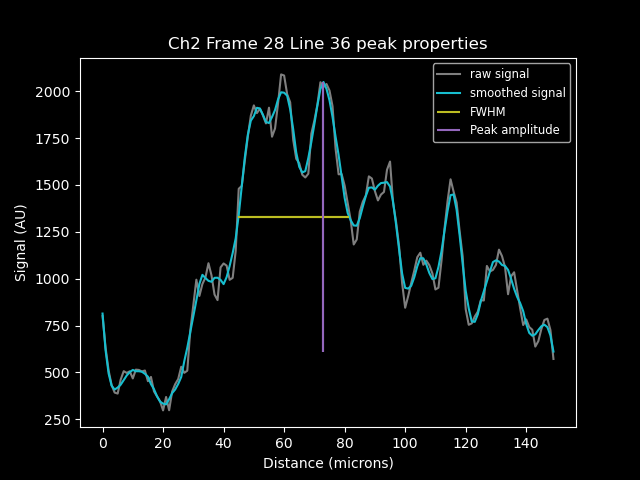 Ch2 Frame 28 Line 36 peak properties
raw signal
smoothed signal
FWHM
Peak amplitude
2000
1750
1500
1250
1000
750
500
250
Signal (AU)
0 20 40 60 80 100 120 140
Distance (microns)